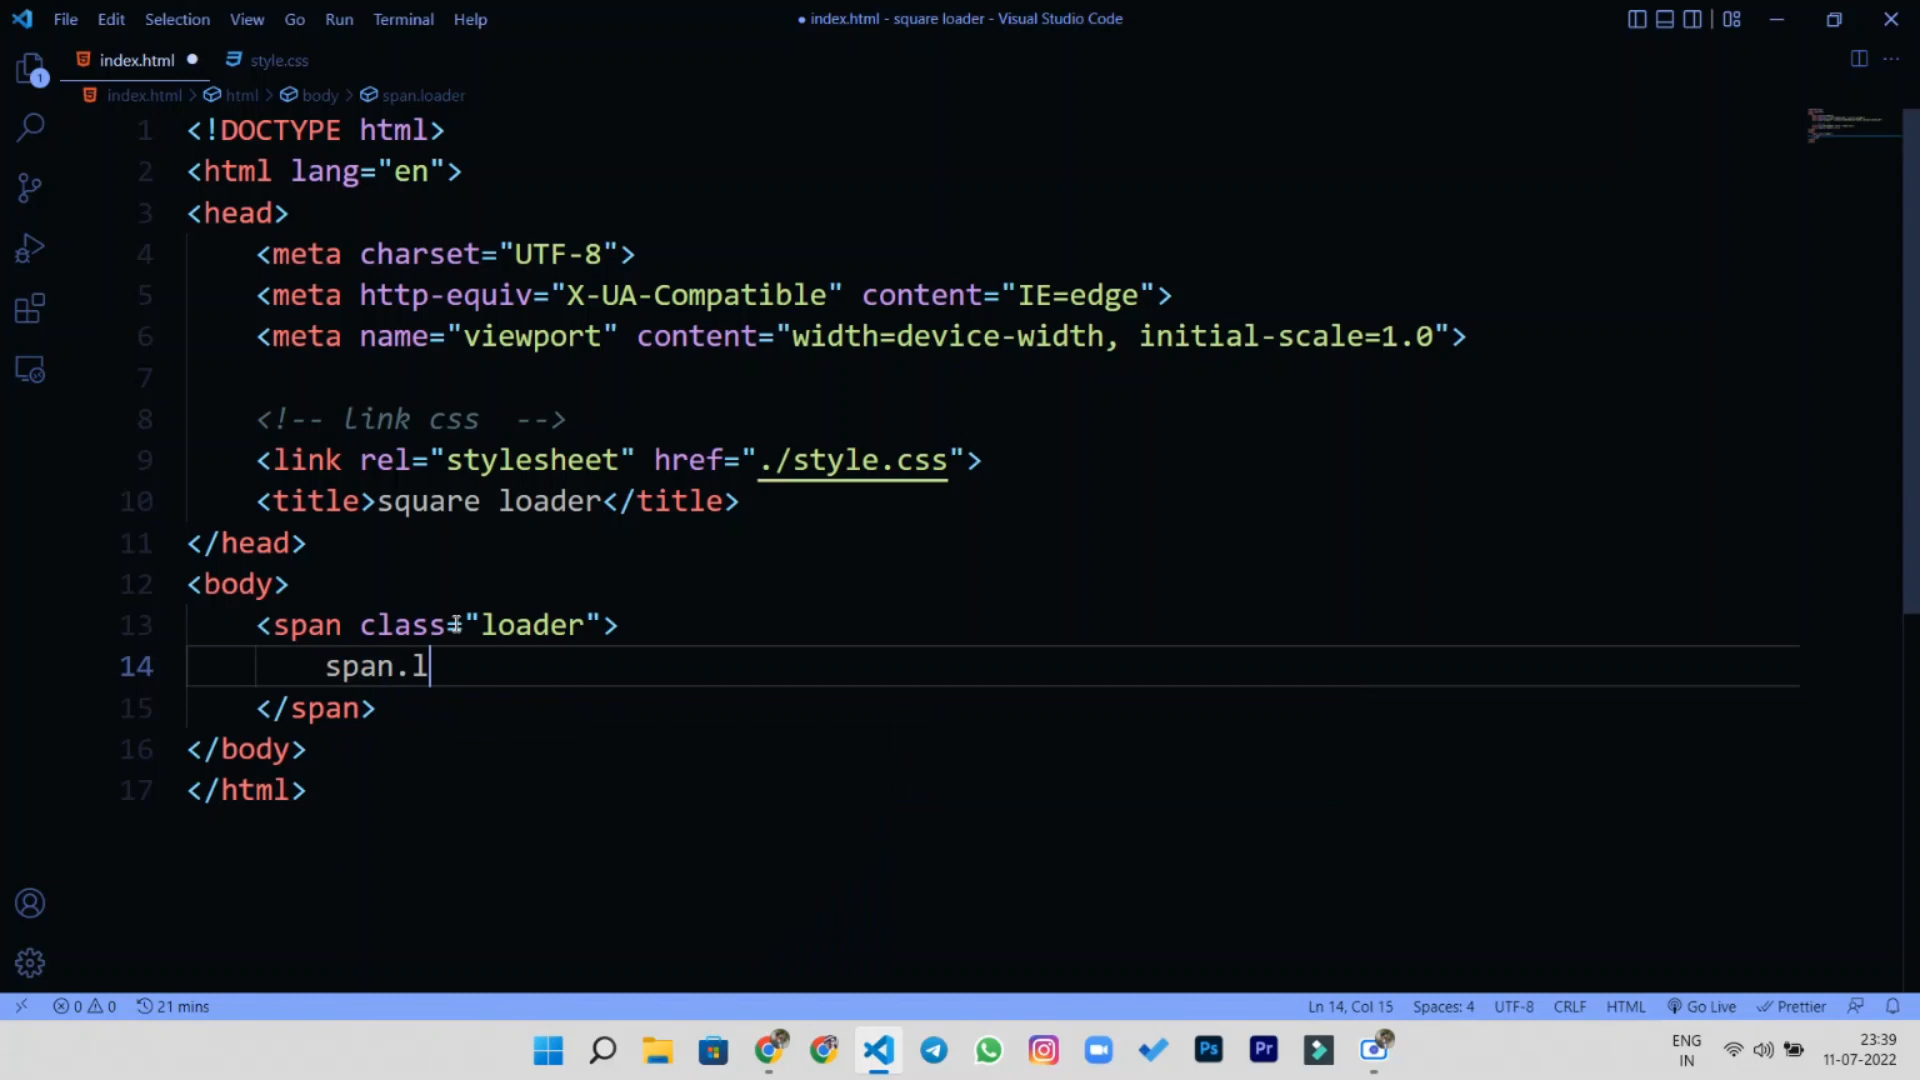 File Edit Selection View Go Run Terminal Help
● index.html - square loader - Visual Studio Code
index.html ● style.css
index.html > html > body > span.loader
1 <!DOCTYPE html>
2 <html lang="en">
3 <head>
4 <meta charset="UTF-8">
5 <meta http-equiv="X-UA-Compatible" content="IE=edge">
6 <meta name="viewport" content="width=device-width, initial-scale=1.0">
7
8 <!-- link css  -->
9 <link rel="stylesheet" href="./style.css">
10 <title>square loader</title>
11 </head>
12 <body>
13 <span class="loader">
14 span.l
15 </span>
16 </body>
17 </html>
1
0 0 21 mins
Ln 14, Col 15 Spaces: 4 UTF-8 CRLF HTML Go Live Prettier
Ps Pr
ENG
IN
23:39
11-07-2022